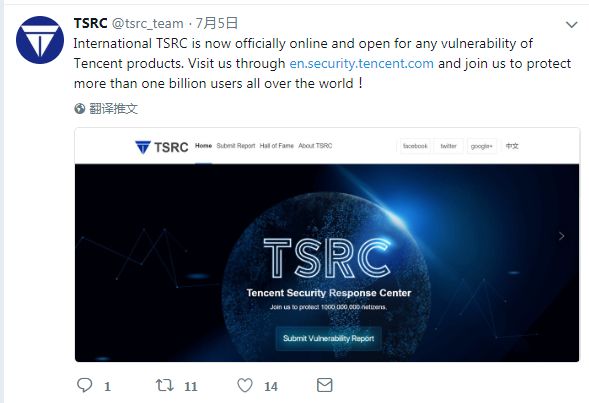 TSRC @tsrc_team · 7月5日
International TSRC is now officially online and open for any vulnerability of
Tencent products. Visit us through en.security.tencent.com and join us to protect
more than one billion users all over the world！
翻译推文
TSRC Home Submit Report Hall of Fame About TSRC facebook twitter google+ 中文
TSRC
Tencent Security Response Center
Join us to protect 1000,000,000 netizens.
Submit Vulnerability Report
1 11 14